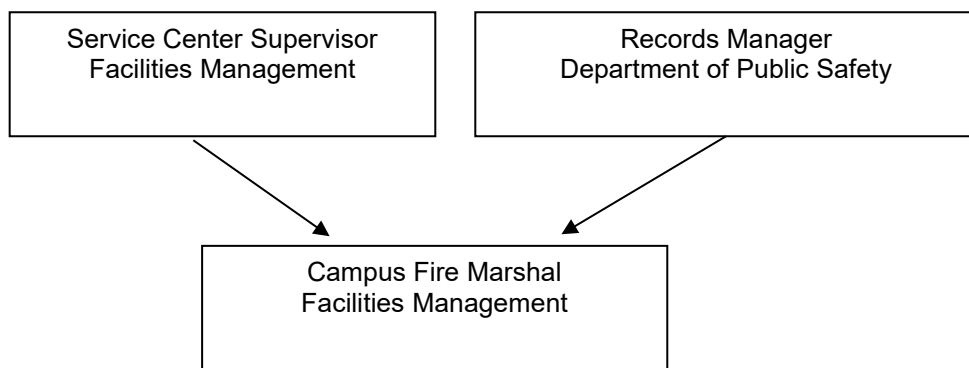 Service Center Supervisor
Facilities Management
Records Manager
Department of Public Safety
Campus Fire Marshal
Facilities Management